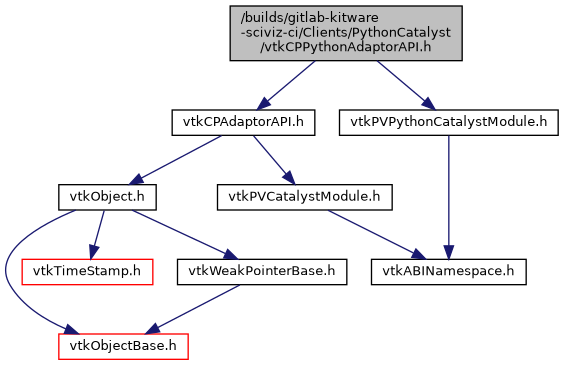 /builds/gitlab-kitware
-sciviz-ci/Clients/PythonCatalyst
/vtkCPPythonAdaptorAPI.h
vtkCPAdaptorAPI.h
vtkPVPythonCatalystModule.h
vtkObject.h
vtkPVCatalystModule.h
vtkTimeStamp.h
vtkWeakPointerBase.h
vtkABINamespace.h
vtkObjectBase.h